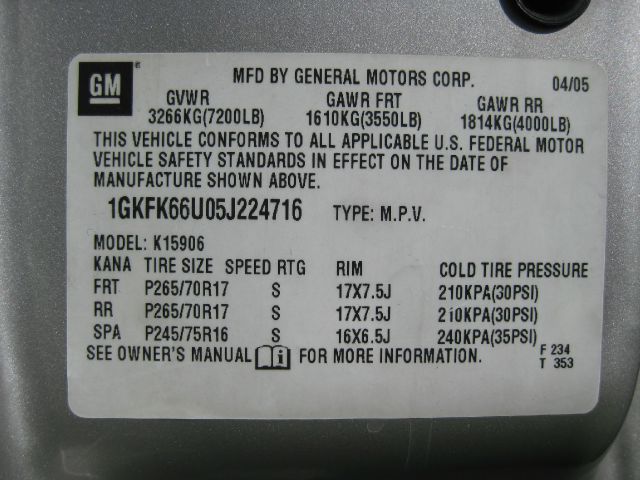 GM MFD BY GENERAL MOTORS CORP. 04/05
GVWR GAWR FRT GAWR RR
3266KG(7200LB) 1610KG(3550LB) 1814KG(4000LB)
THIS VEHICLE CONFORMS TO ALL APPLICABLE U.S. FEDERAL MOTOR
VEHICLE SAFETY STANDARDS IN EFFECT ON THE DATE OF
MANUFACTURE SHOWN ABOVE.
1GKFK66U05J224716 TYPE: M.P.V.
MODEL: K15906
KANA TIRE SIZE SPEED RTG RIM COLD TIRE PRESSURE
FRT P265/70R17 S 17X7.5J 210KPA(30PSI)
RR P265/70R17 S 17X7.5J 210KPA(30PSI)
SPA P245/75R16 S 16X6.5J 240KPA(35PSI)
SEE OWNER'S MANUAL FOR MORE INFORMATION. F 234
T 353